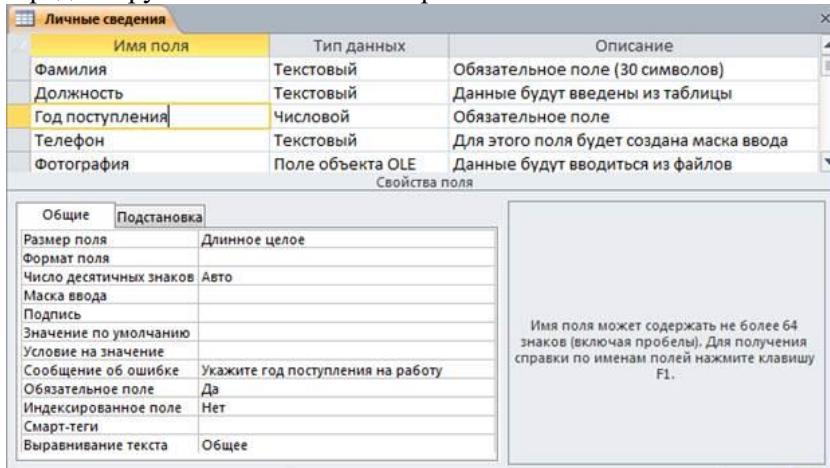 Личные сведения
Имя поля Тип данных Описание
Фамилия Текстовый Обязательное поле (30 символов)
Должность Текстовый Данные будут введены из таблицы
Год поступления Числовой Обязательное поле
Телефон Текстовый Для этого поля будет создана маска ввода
Фотография Поле объекта OLE Данные будут вводиться из файлов
Свойства поля
Общие Подстановка
Размер поля Длинное целое
Формат поля
Число десятичных знаков Авто
Маска ввода
Подпись
Значение по умолчанию
Условие на значение
Сообщение об ошибке Укажите год поступления на работу
Обязательное поле Да
Индексированное поле Нет
Смарт-теги
Выравнивание текста Общее
Имя поля может содержать не более 64
знаков (включая пробелы). Для получения
справки по именам полей нажмите клавишу
F1.